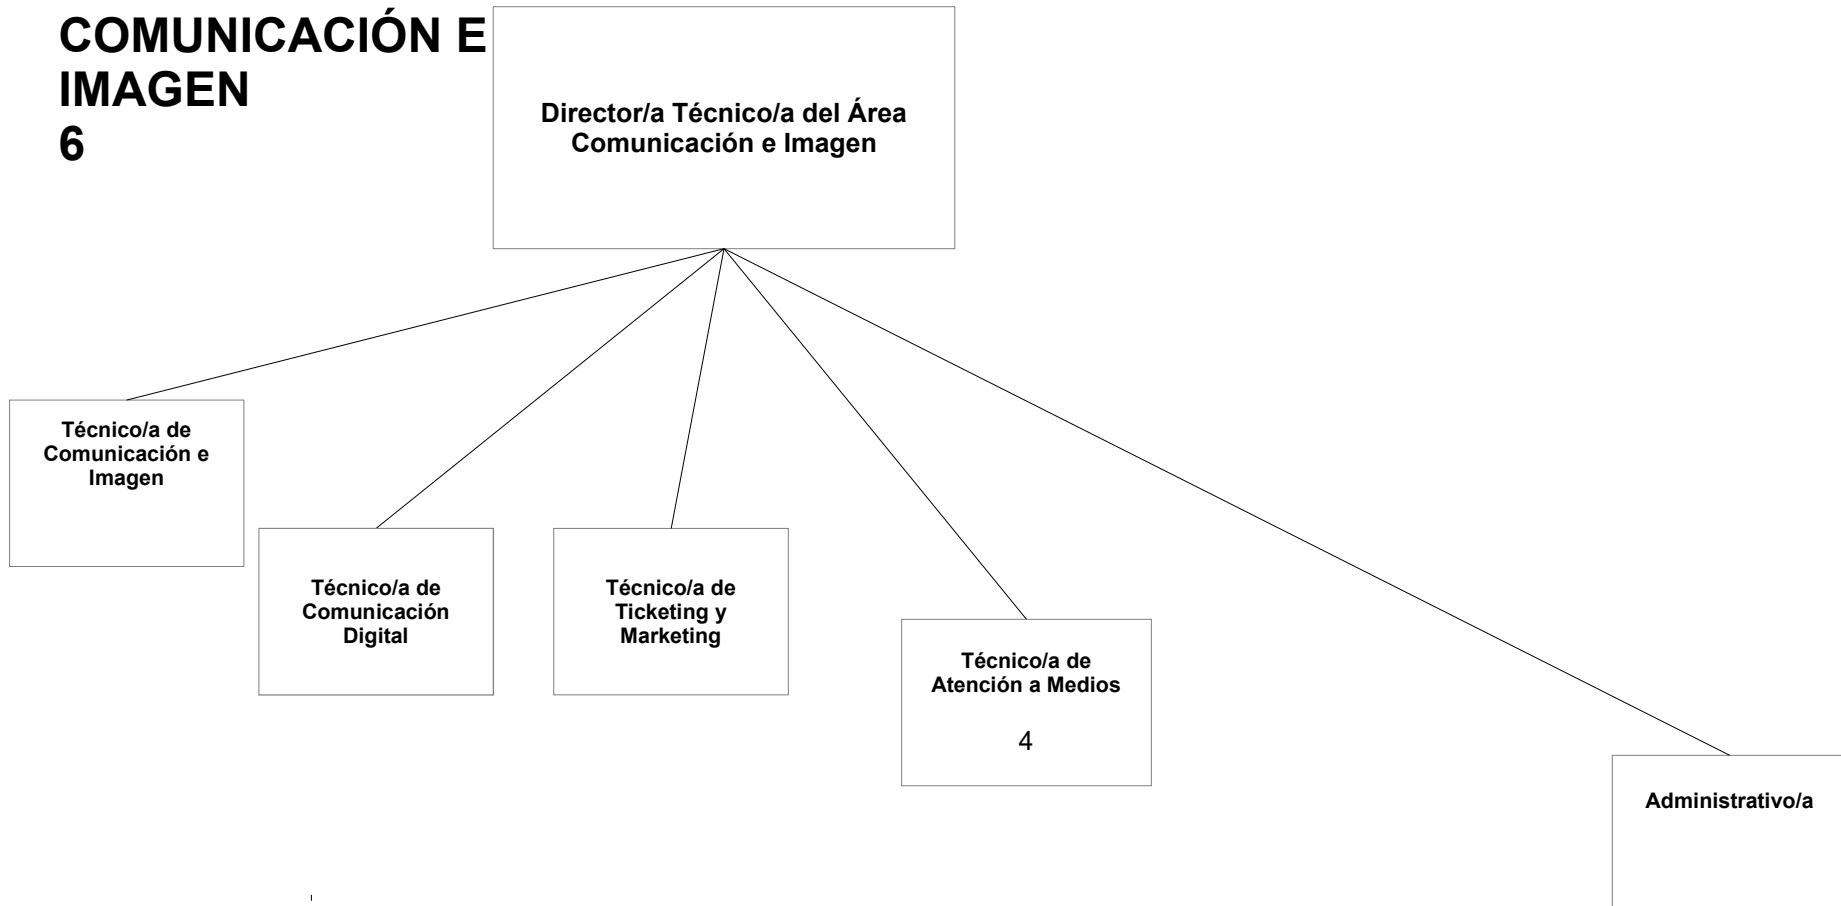 COMUNICACIÓN E
IMAGEN
6
Director/a Técnico/a del Área
Comunicación e Imagen
Técnico/a de
Comunicación e
Imagen
Técnico/a de
Comunicación
Digital
Técnico/a de
Ticketing y
Marketing
Técnico/a de
Atención a Medios
4
Administrativo/a